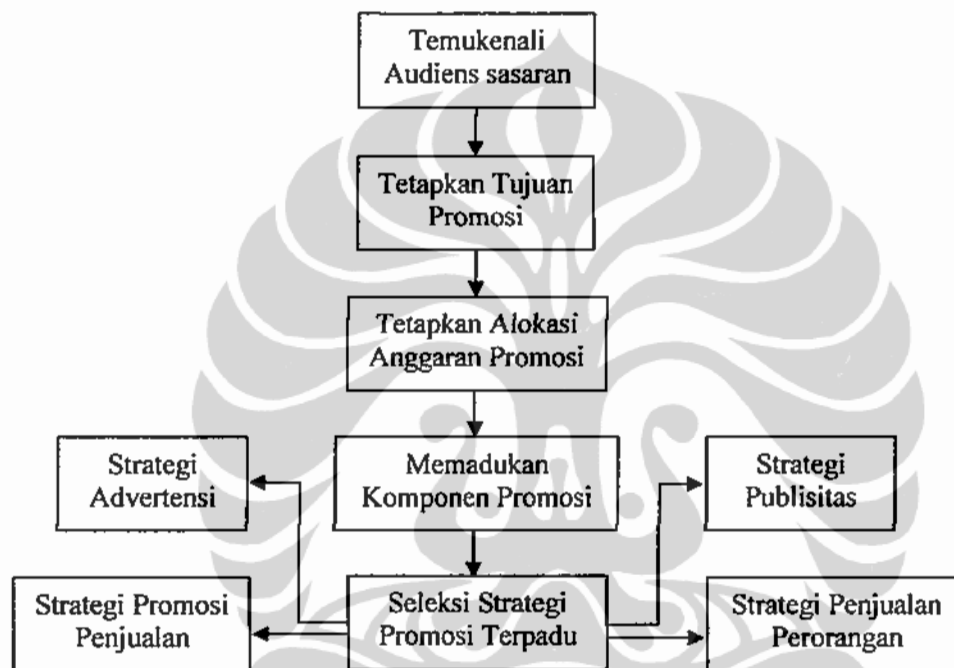 Temukenali
Audiens sasaran
Tetapkan Tujuan
Promosi
Tetapkan Alokasi
Anggaran Promosi
Strategi
Advertensi
Memadukan
Komponen Promosi
Strategi
Publisitas
Strategi Promosi
Penjualan
Seleksi Strategi
Promosi Terpadu
Strategi Penjualan
Perorangan